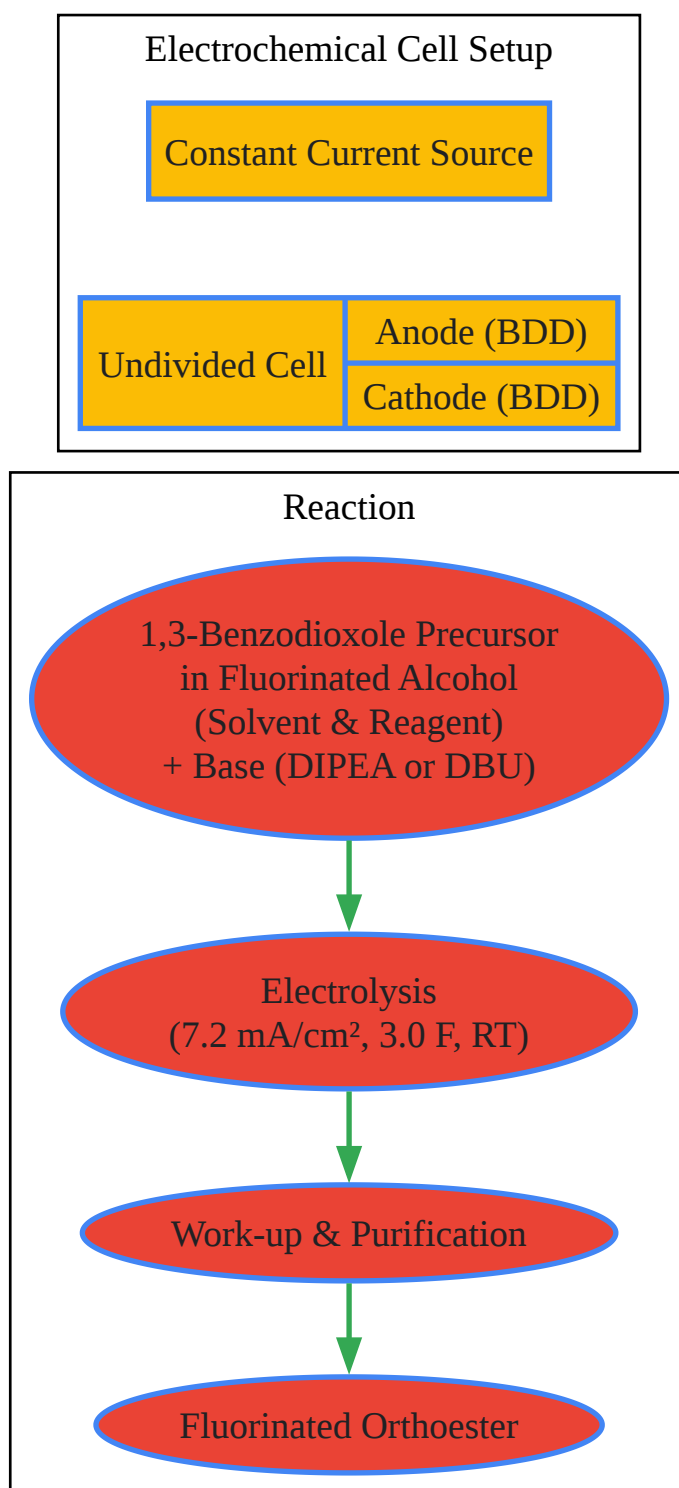 Electrochemical Cell Setup
Constant Current Source
Undivided Cell
Anode (BDD)
Cathode (BDD)
Reaction
1,3-Benzodioxole Precursor
in Fluorinated Alcohol
(Solvent & Reagent)
+ Base (DIPEA or DBU)
Electrolysis
(7.2 mA/cm², 3.0 F, RT)
Work-up & Purification
Fluorinated Orthoester